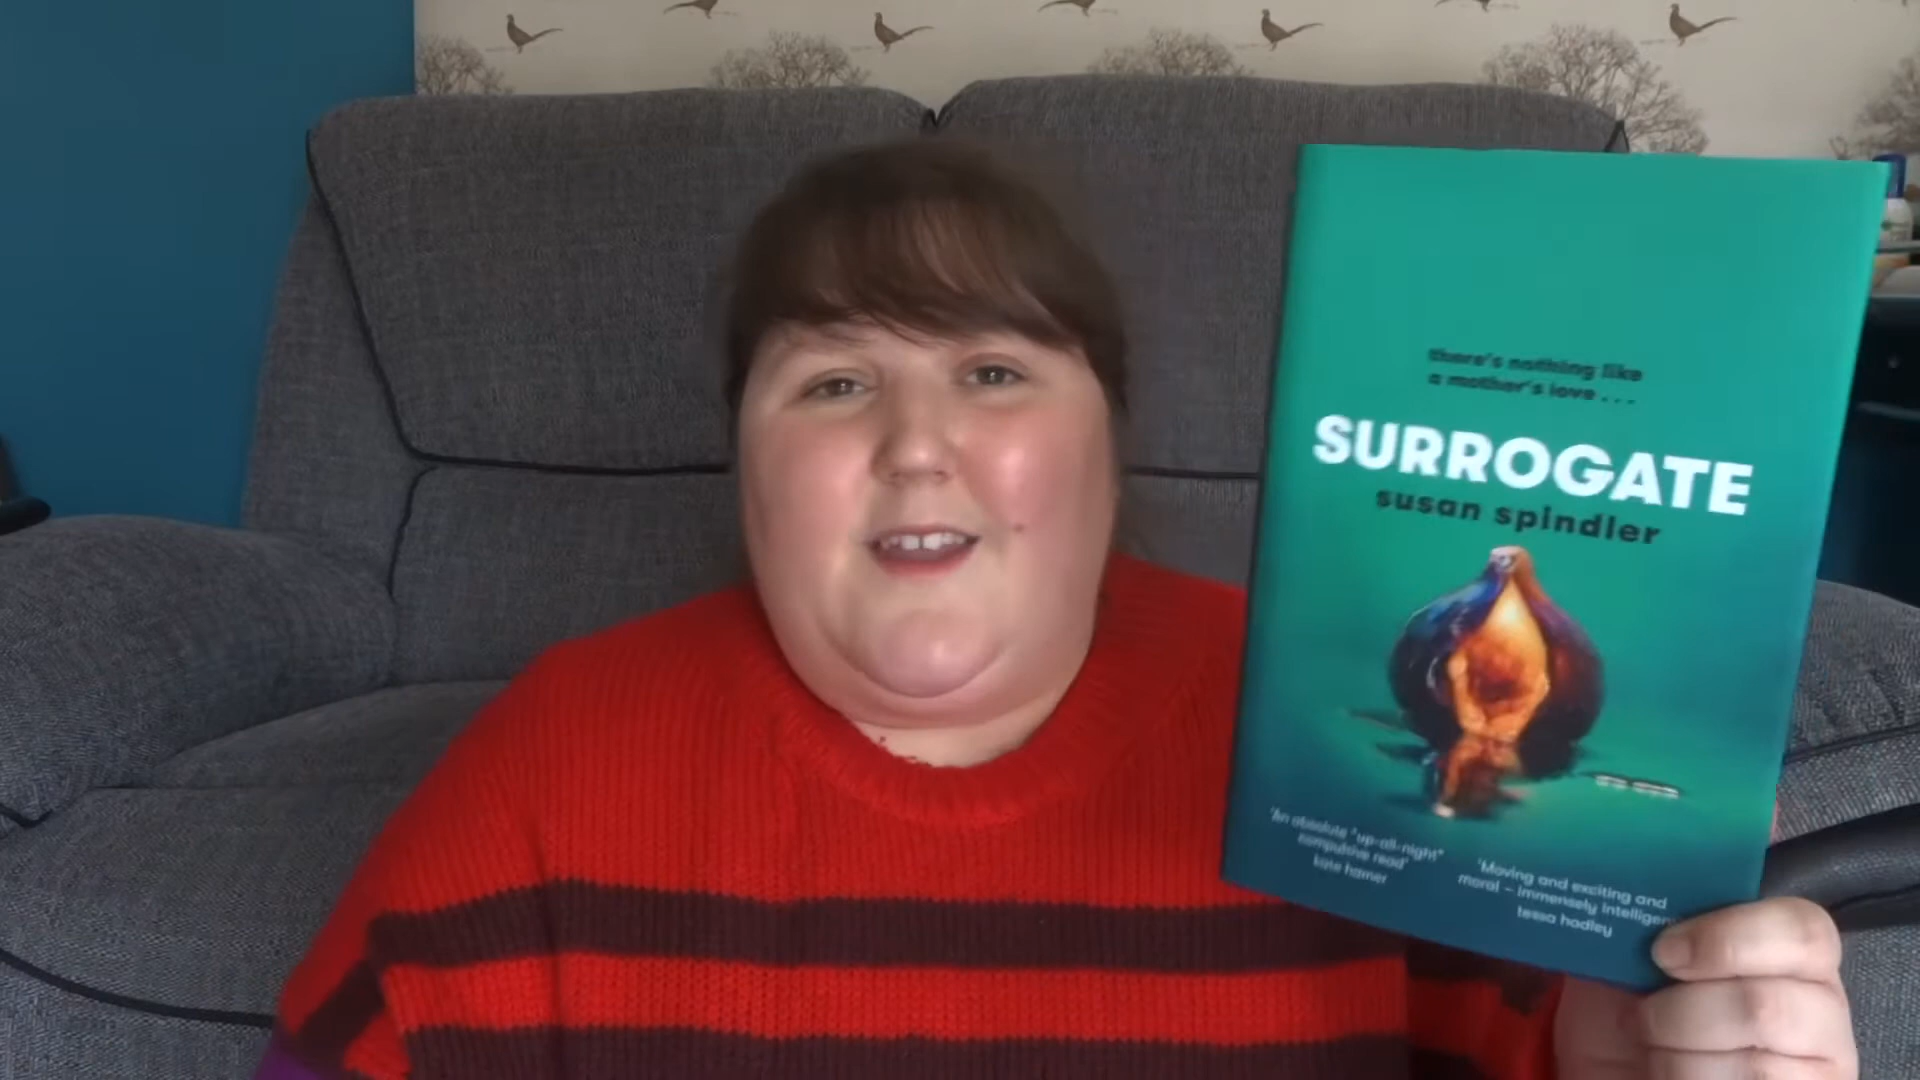 there's nothing like
a mother's love...
SURROGATE
susan spindler
'An absolute "up-all-night"
compulsive read'
kate hamer
'Moving and exciting and
moral – immensely intelligen
tessa hadley